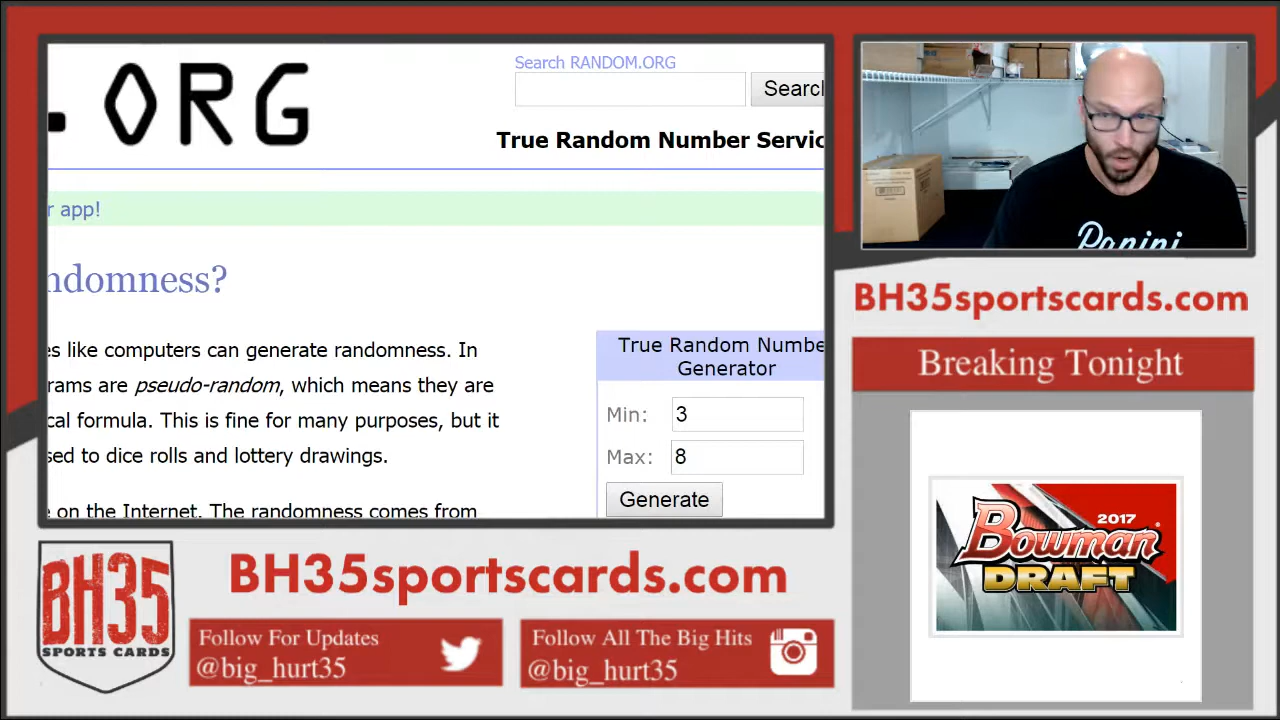 .ORG
Search RANDOM.ORG
Search
True Random Number Servic
r app!
ndomness?
es like computers can generate randomness. In
rams are pseudo-random, which means they are
cal formula. This is fine for many purposes, but it
sed to dice rolls and lottery drawings.
e on the Internet. The randomness comes from
True Random Numbe
Generator
Min: 3
Max: 8
Generate
Panini
BH35sportscards.com
Breaking Tonight
2017
Bowman
DRAFT
BH35
SPORTS CARDS
BH35sportscards.com
Follow For Updates
@big_hurt35
Follow All The Big Hits
@big_hurt35